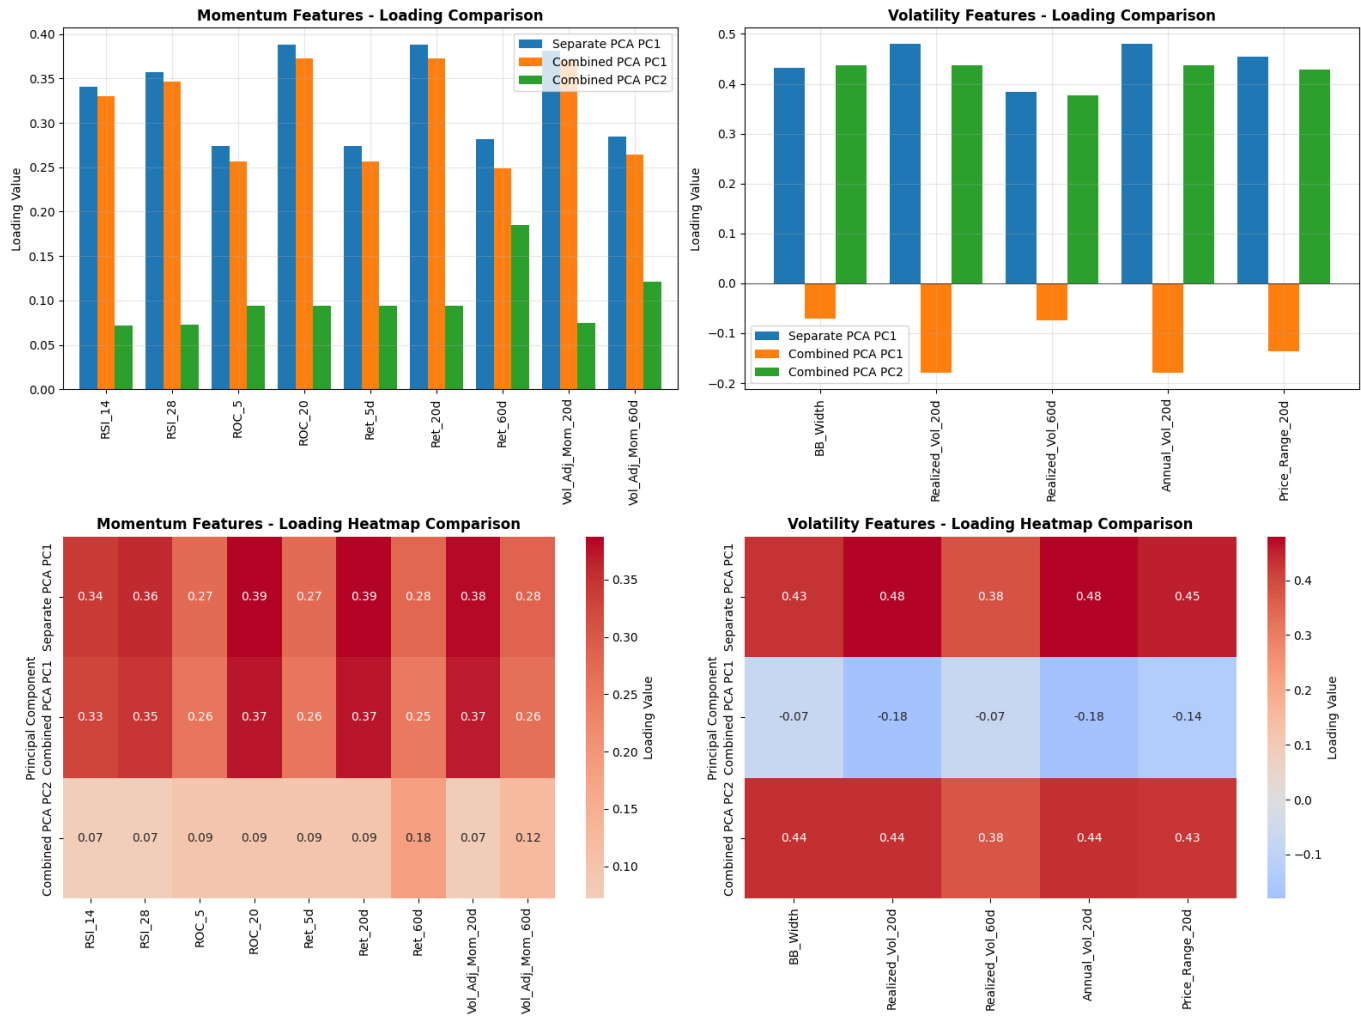 Momentum Features - Loading Comparison
Loading Value
0.40
0.35
0.30
0.25
0.20
0.15
0.10
0.05
0.00
Separate PCA PC1
Combined PCA PC1
Combined PCA PC2
RSI_14
RSI_28
ROC_5
ROC_20
Ret_5d
Ret_20d
Ret_60d
Vol_Adj_Mom_20d
Vol_Adj_Mom_60d
Volatility Features - Loading Comparison
Loading Value
0.5
0.4
0.3
0.2
0.1
0.0
−0.1
−0.2
Separate PCA PC1
Combined PCA PC1
Combined PCA PC2
BB_Width
Realized_Vol_20d
Realized_Vol_60d
Annual_Vol_20d
Price_Range_20d
Momentum Features - Loading Heatmap Comparison
Principal Component
Separate PCA PC1
0.34 0.36 0.27 0.39 0.27 0.39 0.28 0.38 0.28
Combined PCA PC1
0.33 0.35 0.26 0.37 0.26 0.37 0.25 0.37 0.26
Combined PCA PC2
0.07 0.07 0.09 0.09 0.09 0.09 0.18 0.07 0.12
RSI_14
RSI_28
ROC_5
ROC_20
Ret_5d
Ret_20d
Ret_60d
Vol_Adj_Mom_20d
Vol_Adj_Mom_60d
0.35
0.30
0.25
0.20
0.15
0.10
Loading Value
Volatility Features - Loading Heatmap Comparison
Principal Component
Separate PCA PC1
0.43 0.48 0.38 0.48 0.45
Combined PCA PC1
-0.07 -0.18 -0.07 -0.18 -0.14
Combined PCA PC2
0.44 0.44 0.38 0.44 0.43
BB_Width
Realized_Vol_20d
Realized_Vol_60d
Annual_Vol_20d
Price_Range_20d
0.4
0.3
0.2
0.1
0.0
−0.1
Loading Value